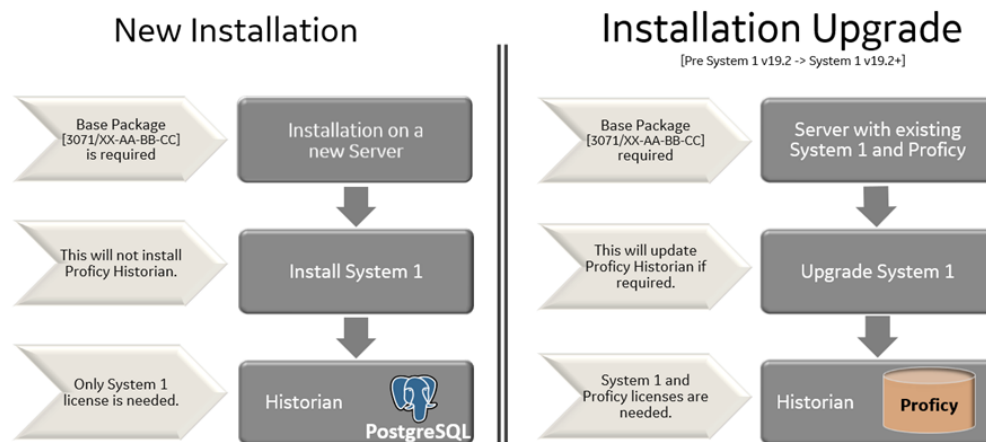 New Installation
Base Package
[3071/XX-AA-BB-CC]
is required
Installation on a
new Server
This will not install
Proficy Historian.
Install System 1
Only System 1
license is needed.
Historian
PostgreSQL
Installation Upgrade
[Pre System 1 v19.2 -> System 1 v19.2+]
Base Package
[3071/XX-AA-BB-CC]
required
Server with existing
System 1 and Proficy
This will update
Proficy Historian if
required.
Upgrade System 1
System 1 and
Proficy licenses are
needed.
Historian
Proficy